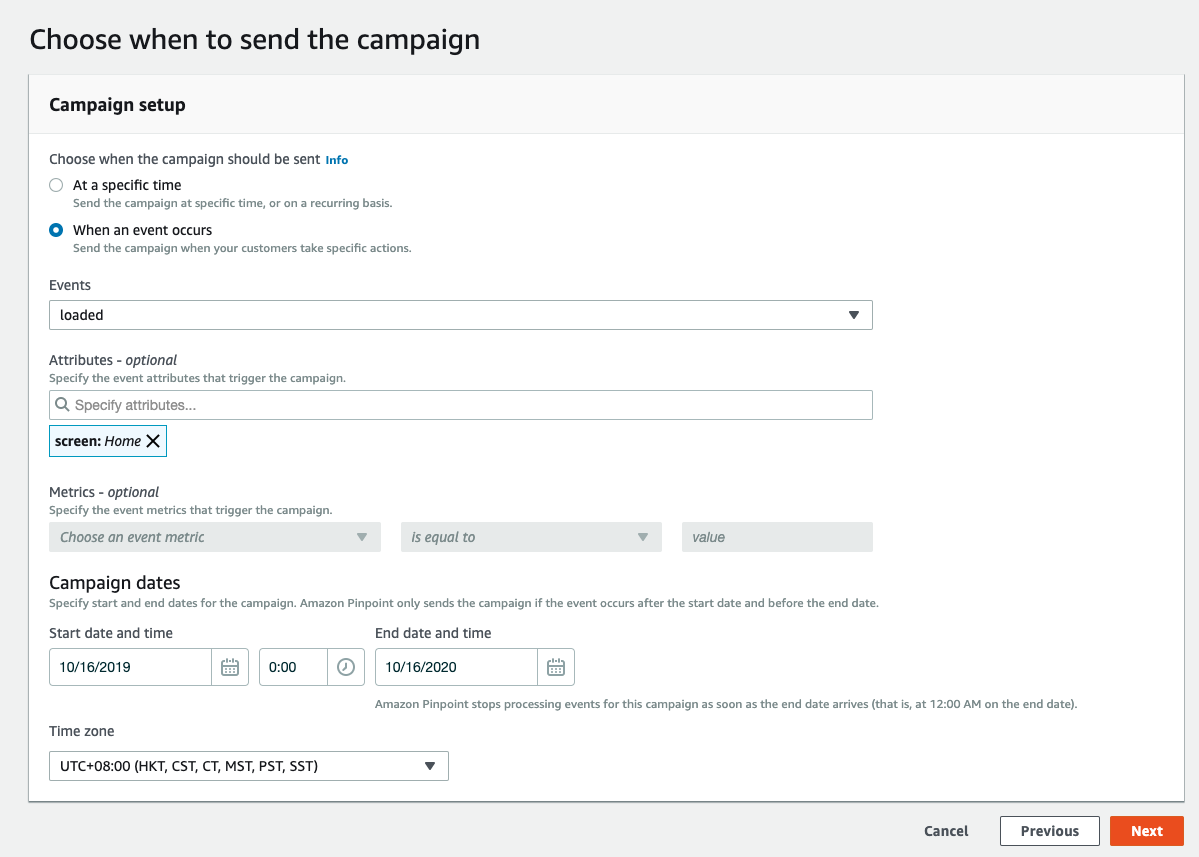 Choose when to send the campaign
Campaign setup
Choose when the campaign should be sent Info
At a specific time
Send the campaign at specific time, or on a recurring basis.
When an event occurs
Send the campaign when your customers take specific actions.
Events
loaded
Attributes - optional
Specify the event attributes that trigger the campaign.
Specify attributes...
screen: Home
Metrics - optional
Specify the event metrics that trigger the campaign.
Choose an event metric is equal to value
Campaign dates
Specify start and end dates for the campaign. Amazon Pinpoint only sends the campaign if the event occurs after the start date and before the end date.
Start date and time End date and time
10/16/2019 0:00 10/16/2020
Amazon Pinpoint stops processing events for this campaign as soon as the end date arrives (that is, at 12:00 AM on the end date).
Time zone
UTC+08:00 (HKT, CST, CT, MST, PST, SST)
Cancel Previous Next